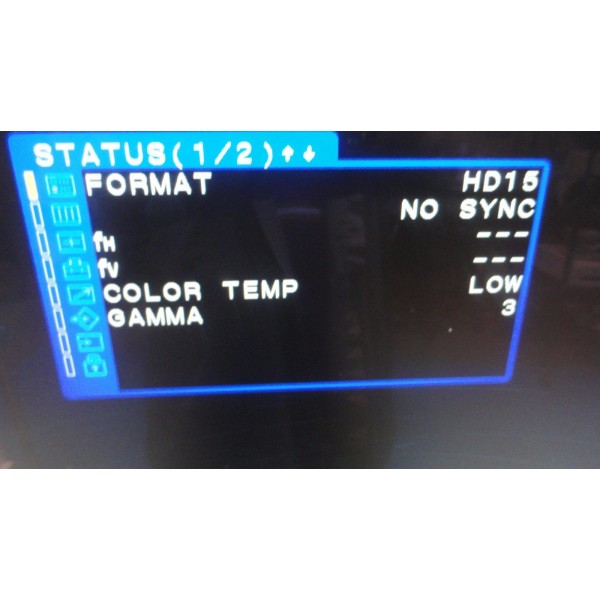 STATUS(1/2)↑↓
FORMAT HD15
NO SYNC
fH ---
fV ---
COLOR TEMP LOW
GAMMA 3